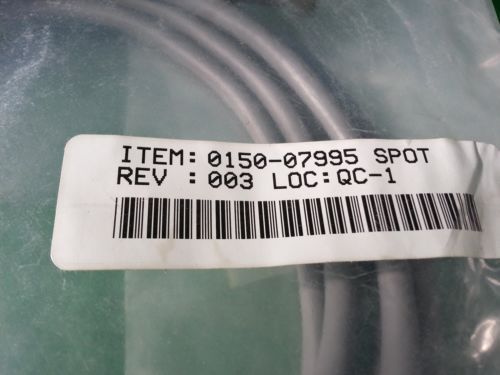 ITEM: 0150-07995 SPOT
REV : 003 LOC:QC-1